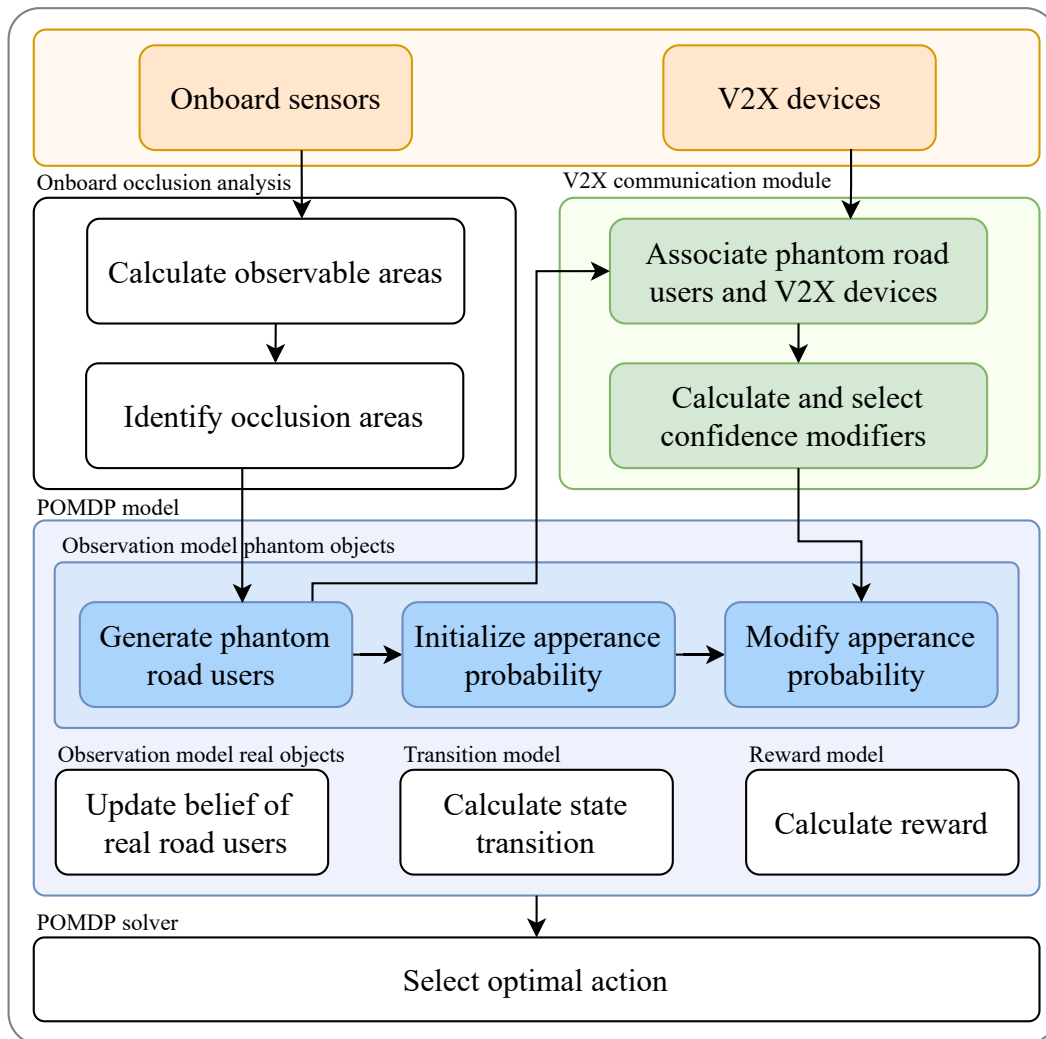 Onboard sensors
V2X devices
Onboard occlusion analysis
V2X communication module
Calculate observable areas
Associate phantom road
users and V2X devices
Identify occlusion areas
Calculate and select
confidence modifiers
POMDP model
Observation model phantom objects
Generate phantom
road users
Initialize apperance
probability
Modify apperance
probability
Observation model real objects
Transition model
Reward model
Update belief of
real road users
Calculate state
transition
Calculate reward
POMDP solver
Select optimal action